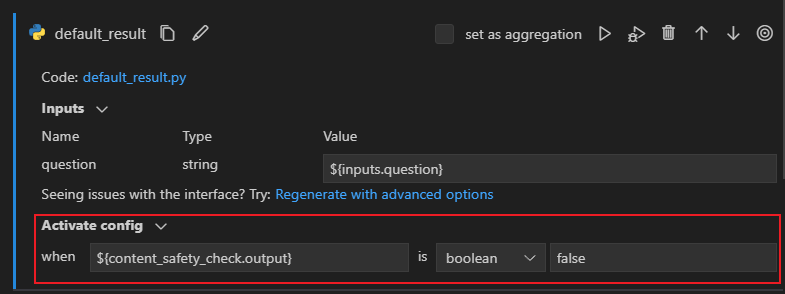 default_result set as aggregation
Code: default_result.py
Inputs
Name Type Value
question string ${inputs.question}
Seeing issues with the interface? Try: Regenerate with advanced options
Activate config
when ${content_safety_check.output} is boolean false